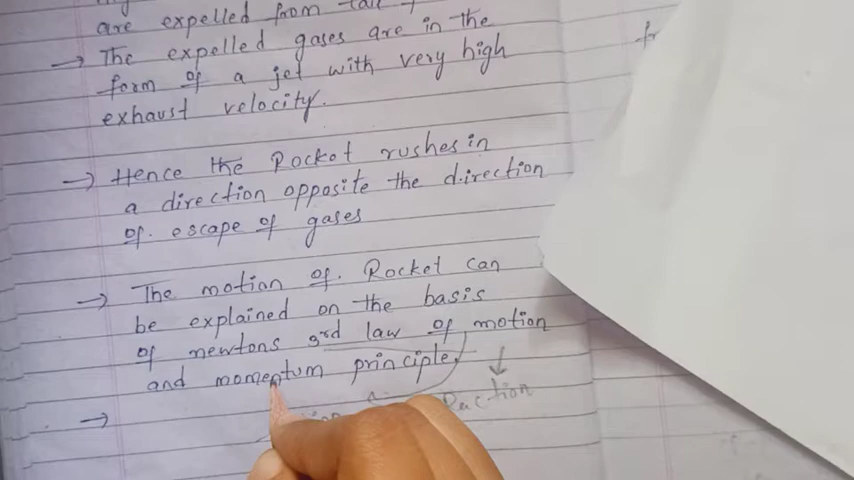 are expelled from tail
→ The expelled gases are in the
form of a jet with very high
exhaust velocity.
→ Hence the Rocket rushes in
a direction opposite the direction
of. escape of gases
→ The motion of. Rocket can
be explained on the basis
of newtons 3rd law of motion
and momentum principle.
Reaction
→